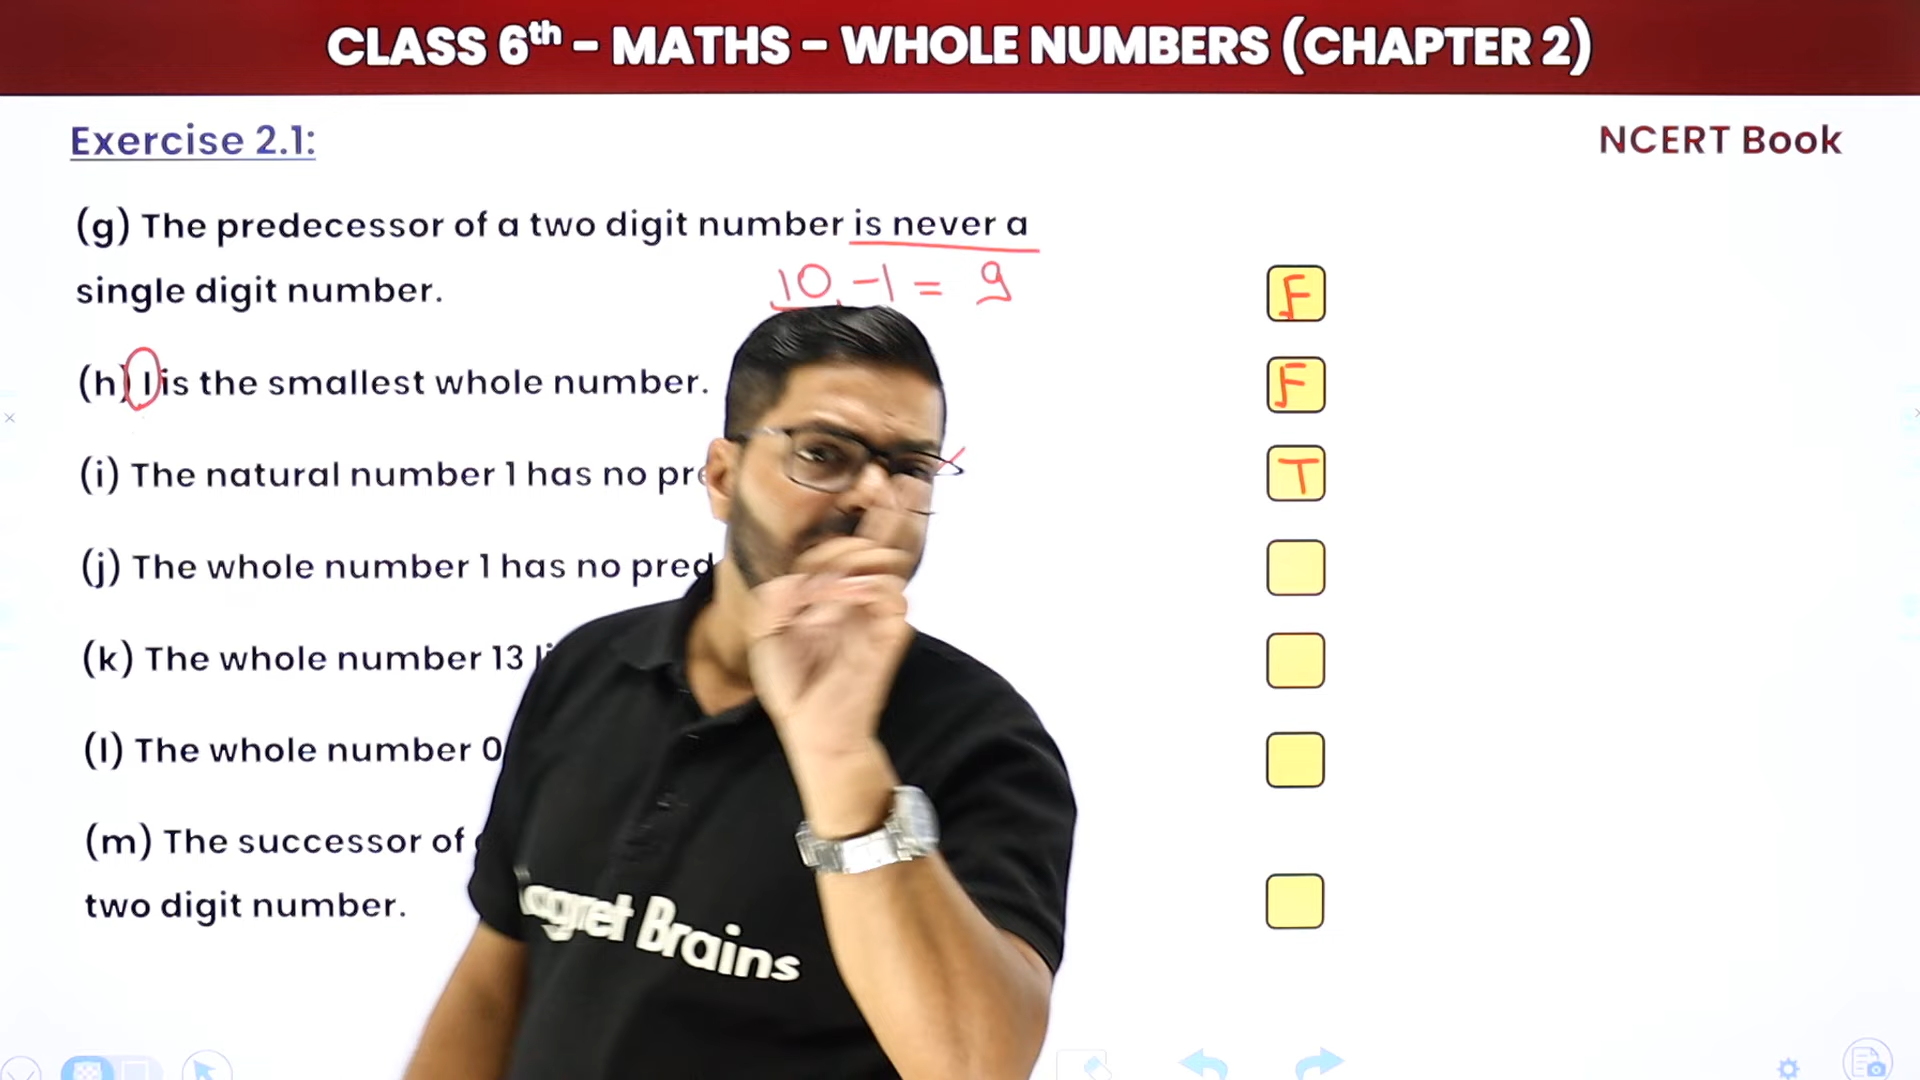 CLASS 6th - MATHS - WHOLE NUMBERS (CHAPTER 2)
Exercise 2.1:
NCERT Book
(g) The predecessor of a two digit number is never a
single digit number.
10 -1 = 9
F
(h) 1 is the smallest whole number.
F
(i) The natural number 1 has no
T
(j) The whole number 1 has no
(k) The whole number 13
(l) The whole number 0
(m) The successor of
two digit number.
Brains